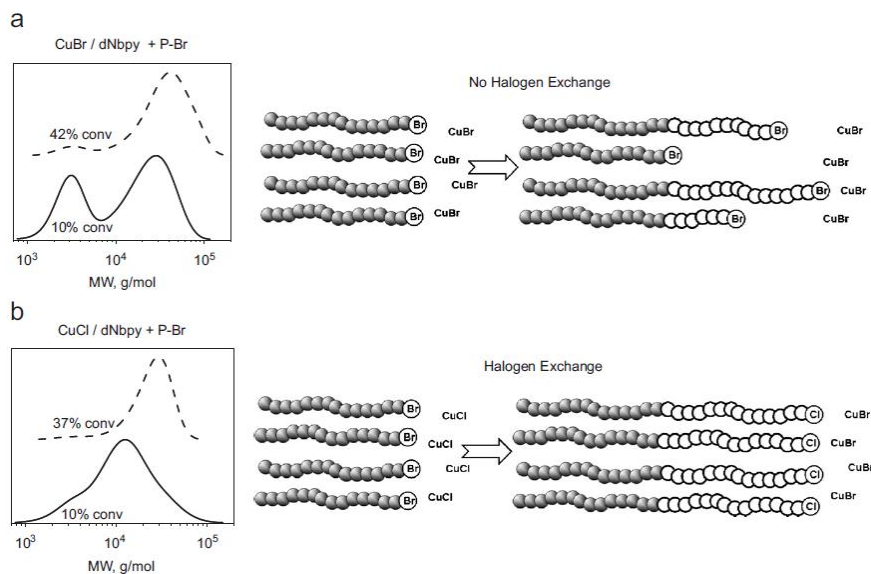 a
CuBr / dNbpy + P-Br
42% conv
10% conv
10³ 10⁴ 10⁵
MW, g/mol
No Halogen Exchange
Br CuBr Br CuBr
Br CuBr Br CuBr
Br CuBr Br CuBr
Br CuBr Br CuBr
b
CuCl / dNbpy + P-Br
37% conv
10% conv
10³ 10⁴ 10⁵
MW, g/mol
Halogen Exchange
Br CuCl Cl CuBr
Br CuCl Cl CuBr
Br CuCl Cl CuBr
Br CuCl Cl CuBr